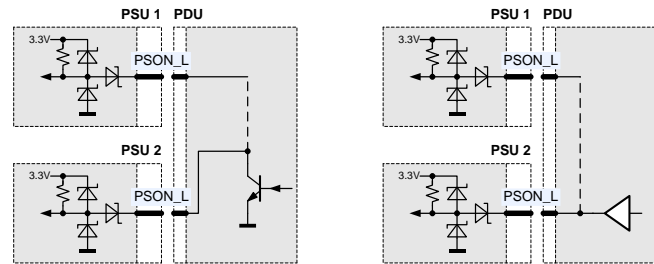 PSU 1 PDU
3.3V
PSON_L
PSU 2
3.3V
PSON_L
PSU 1 PDU
3.3V
PSON_L
PSU 2
3.3V
PSON_L